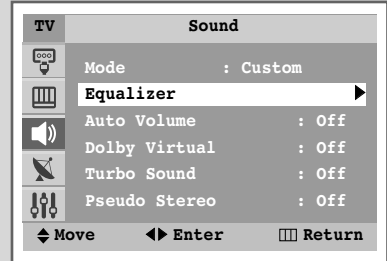 TV Sound
Mode : Custom
Equalizer
Auto Volume : Off
Dolby Virtual : Off
Turbo Sound : Off
Pseudo Stereo : Off
Move Enter Return